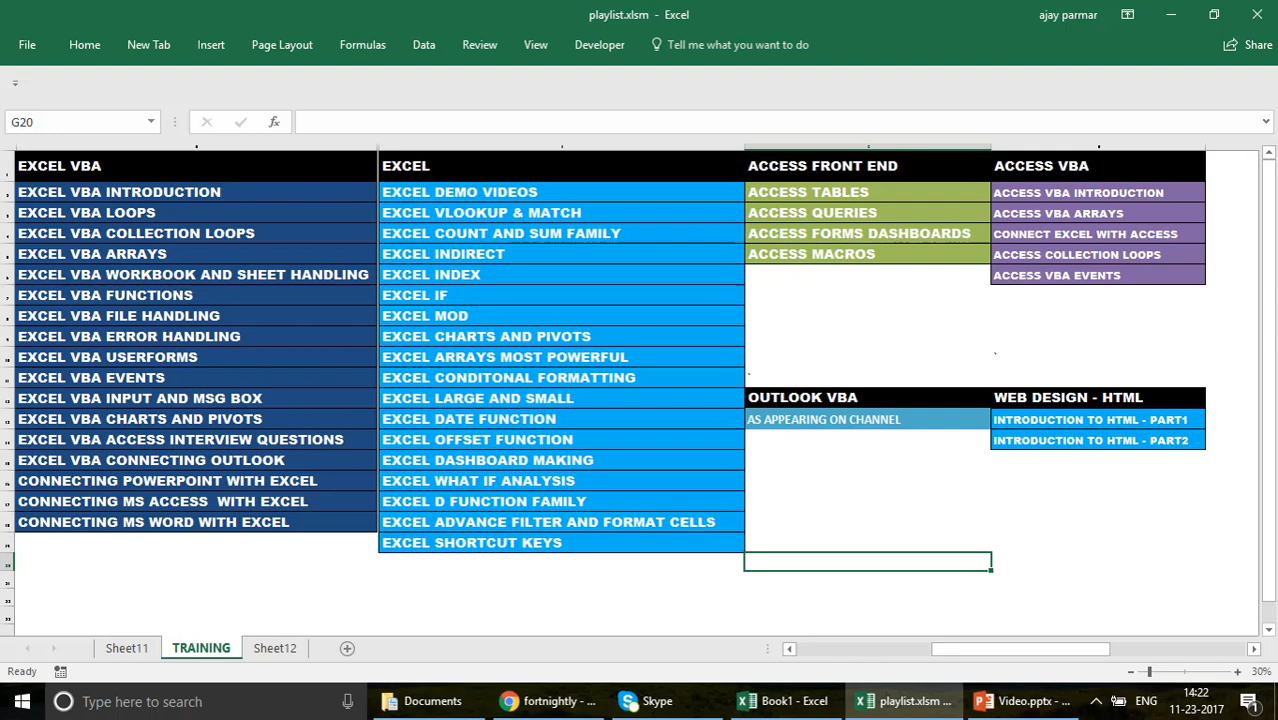 playlist.xlsm - Excel
ajay parmar
File
Home
New Tab
Insert
Page Layout
Formulas
Data
Review
View
Developer
Tell me what you want to do
Share
G20
fx
EXCEL VBA
EXCEL VBA INTRODUCTION
EXCEL VBA LOOPS
EXCEL VBA COLLECTION LOOPS
EXCEL VBA ARRAYS
EXCEL VBA WORKBOOK AND SHEET HANDLING
EXCEL VBA FUNCTIONS
EXCEL VBA FILE HANDLING
EXCEL VBA ERROR HANDLING
EXCEL VBA USERFORMS
EXCEL VBA EVENTS
EXCEL VBA INPUT AND MSG BOX
EXCEL VBA CHARTS AND PIVOTS
EXCEL VBA ACCESS INTERVIEW QUESTIONS
EXCEL VBA CONNECTING OUTLOOK
CONNECTING POWERPOINT WITH EXCEL
CONNECTING MS ACCESS  WITH EXCEL
CONNECTING MS WORD WITH EXCEL
EXCEL
EXCEL DEMO VIDEOS
EXCEL VLOOKUP & MATCH
EXCEL COUNT AND SUM FAMILY
EXCEL INDIRECT
EXCEL INDEX
EXCEL IF
EXCEL MOD
EXCEL CHARTS AND PIVOTS
EXCEL ARRAYS MOST POWERFUL
EXCEL CONDITONAL FORMATTING
EXCEL LARGE AND SMALL
EXCEL DATE FUNCTION
EXCEL OFFSET FUNCTION
EXCEL DASHBOARD MAKING
EXCEL WHAT IF ANALYSIS
EXCEL D FUNCTION FAMILY
EXCEL ADVANCE FILTER AND FORMAT CELLS
EXCEL SHORTCUT KEYS
ACCESS FRONT END
ACCESS TABLES
ACCESS QUERIES
ACCESS FORMS DASHBOARDS
ACCESS MACROS
ACCESS VBA
ACCESS VBA INTRODUCTION
ACCESS VBA ARRAYS
CONNECT EXCEL WITH ACCESS
ACCESS COLLECTION LOOPS
ACCESS VBA EVENTS
OUTLOOK VBA
AS APPEARING ON CHANNEL
WEB DESIGN - HTML
INTRODUCTION TO HTML - PART1
INTRODUCTION TO HTML - PART2
Sheet11
TRAINING
Sheet12
Ready
30%
Type here to search
Documents
fortnightly - ...
Skype
Book1 - Excel
playlist.xlsm ...
Video.pptx - ...
ENG
14:22
11-23-2017
1